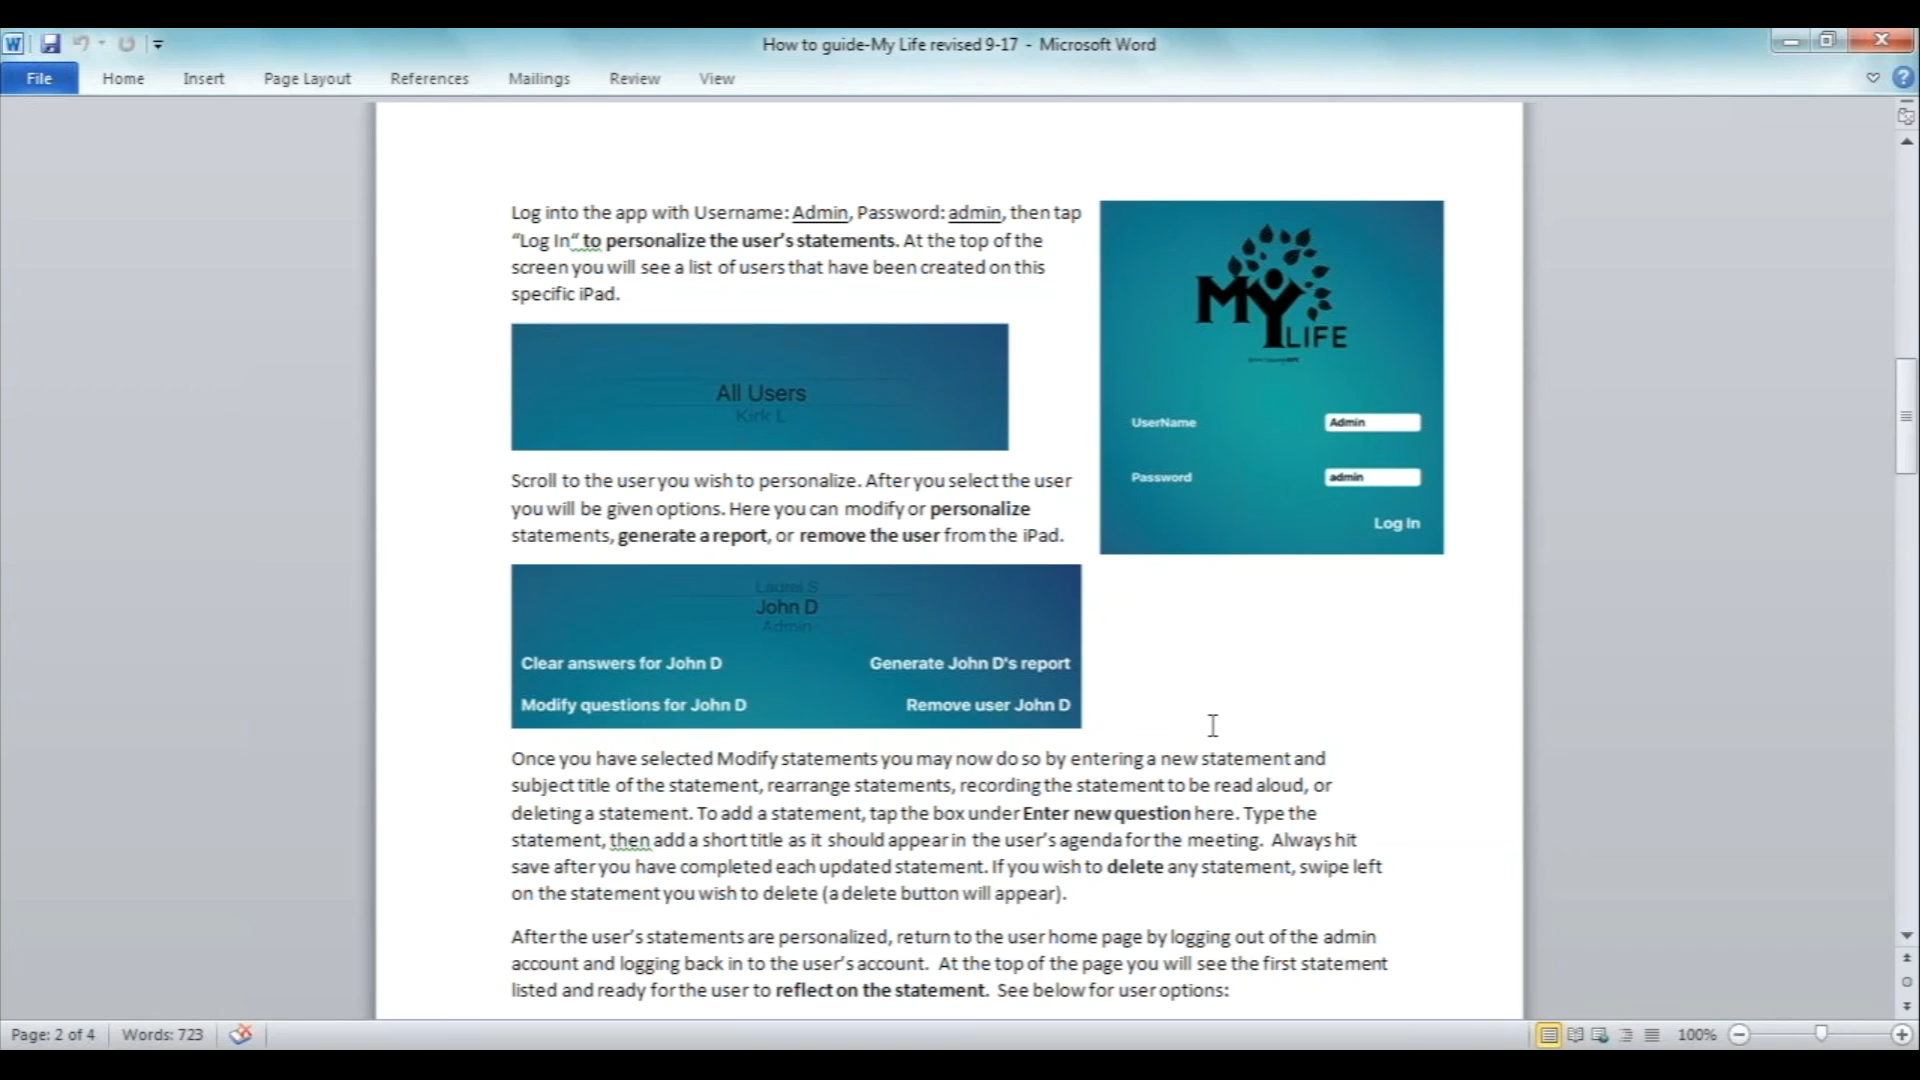 How to guide-My Life revised 9-17 - Microsoft Word
File Home Insert Page Layout References Mailings Review View
Log into the app with Username: Admin, Password: admin, then tap
“Log In” to personalize the user’s statements. At the top of the
screen you will see a list of users that have been created on this
specific iPad.
MY
LIFE
All Users
Kirk L
UserName Admin
Password admin
Log In
Scroll to the user you wish to personalize. After you select the user
you will be given options. Here you can modify or personalize
statements, generate a report, or remove the user from the iPad.
John D
Admin
Clear answers for John D Generate John D's report
Modify questions for John D Remove user John D
Once you have selected Modify statements you may now do so by entering a new statement and
subject title of the statement, rearrange statements, recording the statement to be read aloud, or
deleting a statement. To add a statement, tap the box under Enter new question here. Type the
statement, then add a short title as it should appear in the user’s agenda for the meeting. Always hit
save after you have completed each updated statement. If you wish to delete any statement, swipe left
on the statement you wish to delete (a delete button will appear).
After the user’s statements are personalized, return to the user home page by logging out of the admin
account and logging back in to the user’s account. At the top of the page you will see the first statement
listed and ready for the user to reflect on the statement. See below for user options:
Page: 2 of 4 Words: 723 100%